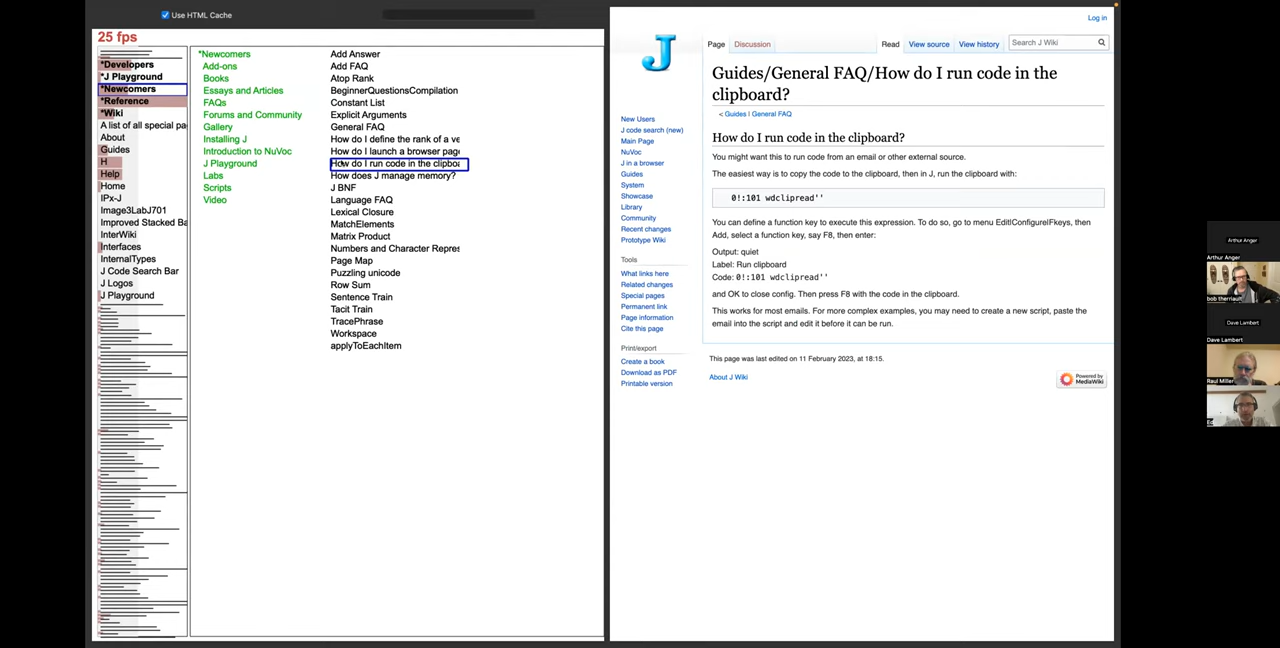 Use HTML Cache
25 fps
*Developers
*J Playground
*Newcomers
*Reference
*Wiki
A list of all special pa
About
Guides
H
Help
Home
IPx-J
Image3LabJ701
Improved Stacked Ba
InterWiki
Interfaces
InternalTypes
J Code Search Bar
J Logos
J Playground
*Newcomers
Add-ons
Books
Essays and Articles
FAQs
Forums and Community
Gallery
Installing J
Introduction to NuVoc
J Playground
Labs
Scripts
Video
Add Answer
Add FAQ
Atop Rank
BeginnerQuestionsCompilation
Constant List
Explicit Arguments
General FAQ
How do I define the rank of a ve
How do I launch a browser page
How do I run code in the clipboa
How does J manage memory?
J BNF
Language FAQ
Lexical Closure
MatchElements
Matrix Product
Numbers and Character Repres
Page Map
Puzzling unicode
Row Sum
Sentence Train
Tacit Train
TracePhrase
Workspace
applyToEachItem
Log in
J
Page
Discussion
Read
View source
View history
Search J Wiki
Guides/General FAQ/How do I run code in the
clipboard?
< Guides | General FAQ
New Users
J code search (new)
Main Page
NuVoc
J in a browser
Guides
System
Showcase
Library
Community
Recent changes
Prototype Wiki
Tools
What links here
Related changes
Special pages
Permanent link
Page information
Cite this page
Print/export
Create a book
Download as PDF
Printable version
How do I run code in the clipboard?
You might want this to run code from an email or other external source.
The easiest way is to copy the code to the clipboard, then in J, run the clipboard with:
0!:101 wdclipread''
You can define a function key to execute this expression. To do so, go to menu Edit|Configure|Fkeys, then
Add, select a function key, say F8, then enter:
Output: quiet
Label: Run clipboard
Code: 0!:101 wdclipread''
and OK to close config. Then press F8 with the code in the clipboard.
This works for most emails. For more complex examples, you may need to create a new script, paste the
email into the script and edit it before it can be run.
This page was last edited on 11 February 2023, at 18:15.
About J Wiki
Powered by
MediaWiki
Arthur Anger
Arthur Anger
bob therriault
Dave Lambert
Dave Lambert
Raul Miller
Ed